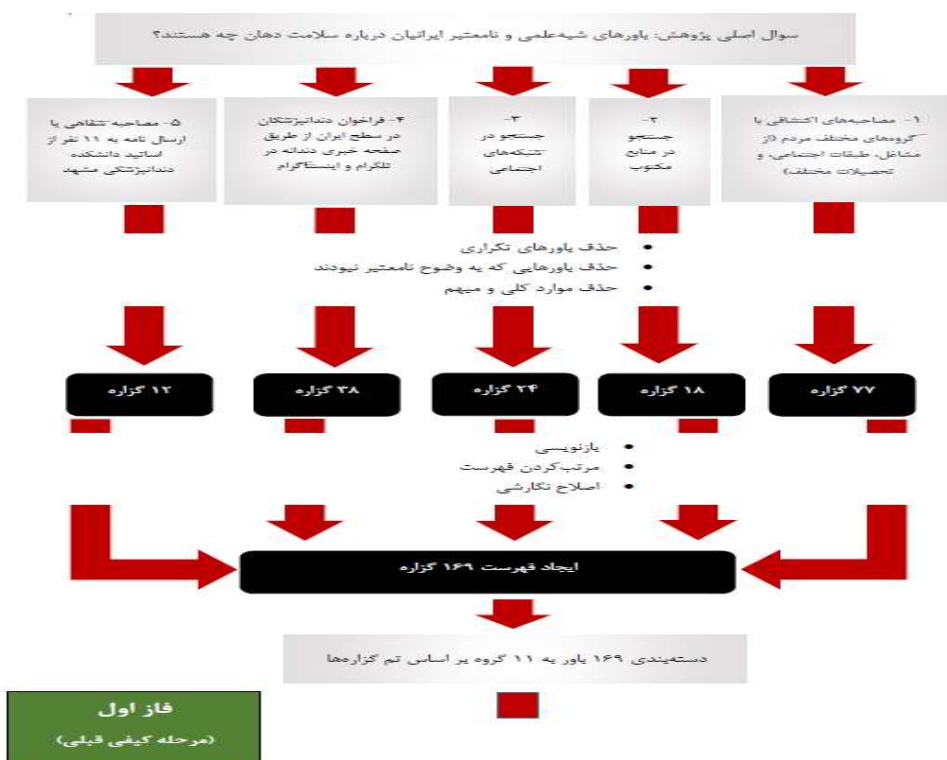 سوال اصلی پژوهش: باورهای شبه‌علمی و نامعتبر ایرانیان درباره سلامت دهان چه هستند؟
۱- مصاحبه‌های اکتشافی با
گروه‌های مختلف مردم (از
مشاغل، طبقات اجتماعی، و
تحصیلات مختلف)
۲-
جستجو
در منابع
مکتوب
۳-
جستجو در
شبکه‌های
اجتماعی
۴- فراخوان دندانپزشکان
در سطح ایران از طریق
صفحه خبری دندانه در
تلگرام و اینستاگرام
۵- مصاحبه شفاهی یا
ارسال نامه به ۱۱ نفر از
اساتید دانشکده
دندانپزشکی مشهد
• حذف باورهای تکراری
• حذف باورهایی که به وضوح نامعتبر نبودند
• حذف موارد کلی و مبهم
۷۷ گزاره
۱۸ گزاره
۲۴ گزاره
۳۸ گزاره
۱۲ گزاره
• بازنویسی
• مرتب‌کردن فهرست
• اصلاح نگارشی
ایجاد فهرست ۱۶۹ گزاره
دسته‌بندی ۱۶۹ باور به ۱۱ گروه بر اساس تم گزاره‌ها
فاز اول
(مرحله کیفی قبلی)